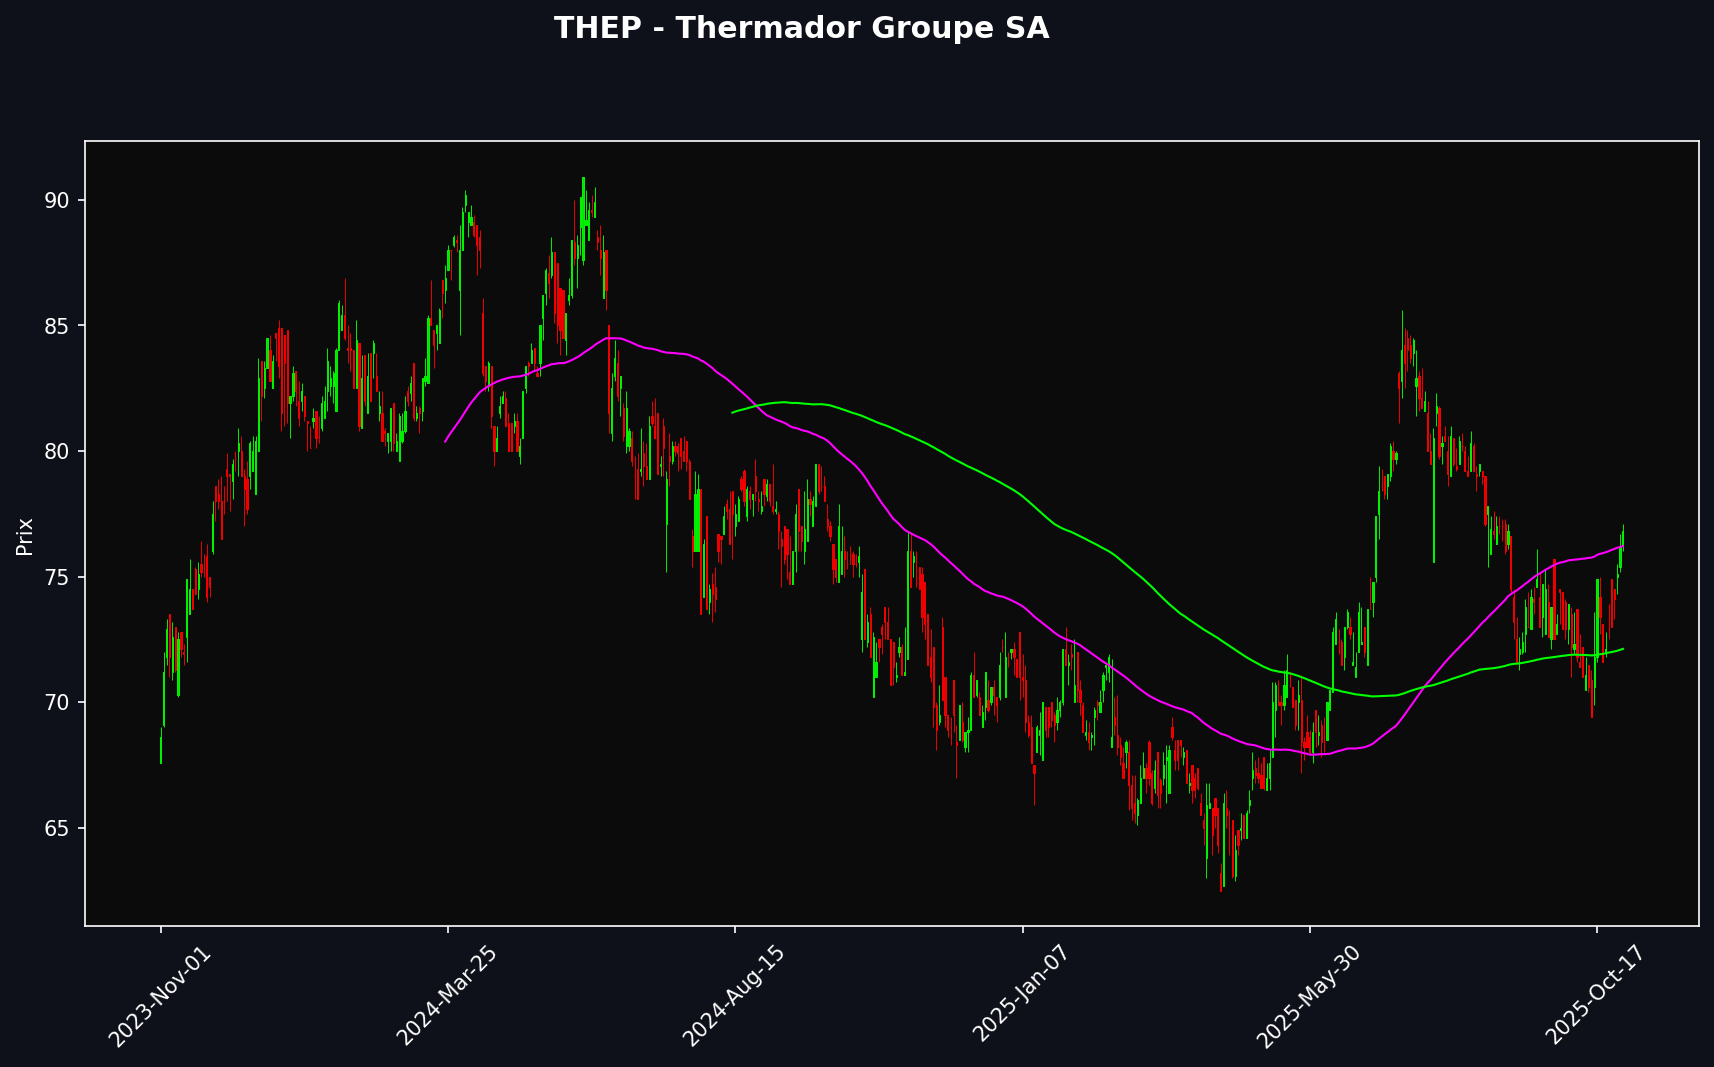 THEP - Thermador Groupe SA
Prix
90
85
80
75
70
65
2023-Nov-01
2024-Mar-25
2024-Aug-15
2025-Jan-07
2025-May-30
2025-Oct-17